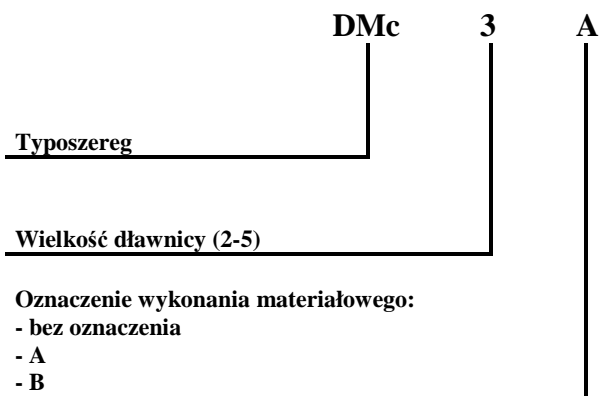 DMc 3 A
Typoszereg
Wielkość dławnicy (2-5)
Oznaczenie wykonania materiałowego:
- bez oznaczenia
- A
- B